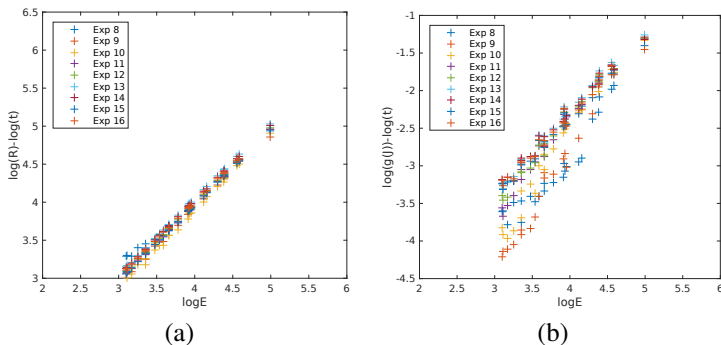 6.5
6
5.5
5
4.5
4
3.5
3
2
2.5
3
3.5
4
4.5
5
5.5
6
log(R)-log(t)
logE
Exp 8
Exp 9
Exp 10
Exp 11
Exp 12
Exp 13
Exp 14
Exp 15
Exp 16
(a)
-1
-1.5
-2
-2.5
-3
-3.5
-4
-4.5
2
2.5
3
3.5
4
4.5
5
5.5
6
log(g(J))-log(t)
logE
Exp 8
Exp 9
Exp 10
Exp 11
Exp 12
Exp 13
Exp 14
Exp 15
Exp 16
(b)